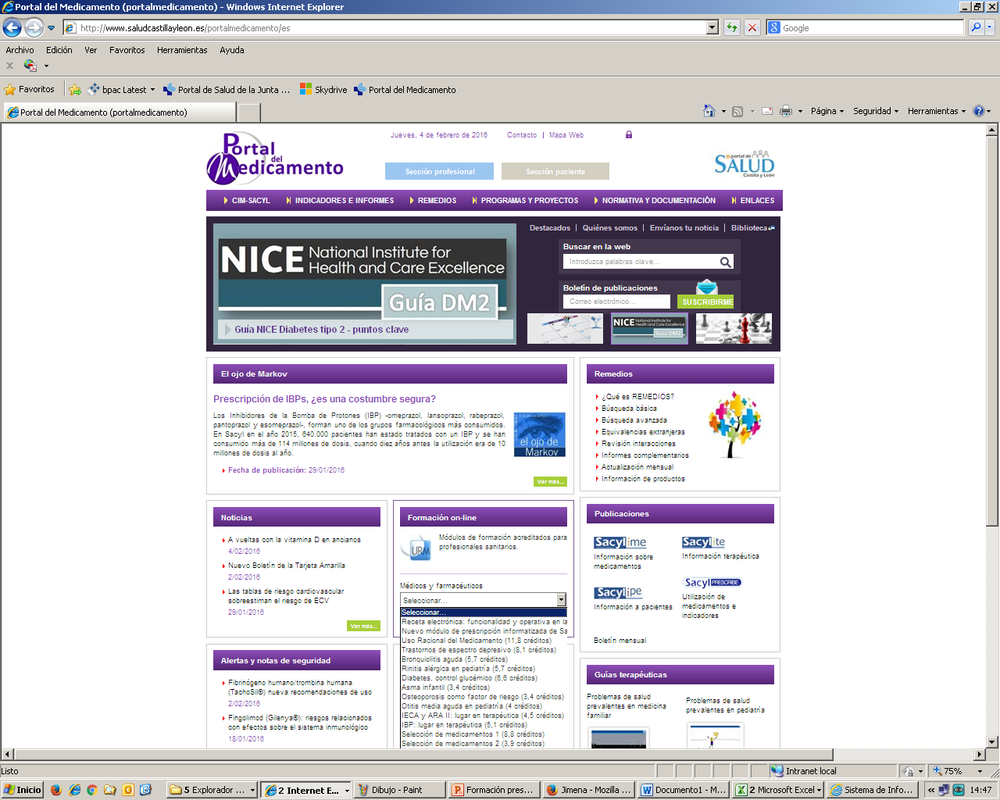 Portal del Medicamento (portalmedicamento) - Windows Internet Explorer
http://www.saludcastillayleon.es/portalmedicamento/es
Google
Archivo Edición Ver Favoritos Herramientas Ayuda
Favoritos bpac Latest Portal de Salud de la Junta ... Skydrive Portal del Medicamento
Portal del Medicamento (portalmedicamento)
Página Seguridad Herramientas
Portal del Medicamento
Jueves, 4 de febrero de 2016 Contacto | Mapa Web
Sección profesional Sección paciente
portal de SALUD Castilla y León
CIM-SACYL INDICADORES E INFORMES REMEDIOS PROGRAMAS Y PROYECTOS NORMATIVA Y DOCUMENTACIÓN ENLACES
NICE National Institute for
Health and Care Excellence
Guía DM2
Guía NICE Diabetes tipo 2 - puntos clave
Destacados | Quiénes somos | Envíanos tu noticia | Biblioteca
Buscar en la web
Introduzca palabras clave...
Boletín de publicaciones
Correo electrónico... SUSCRIBIRME
NICE National Institute for
Health and Care Excellence
Guía DM2
El ojo de Markov
Prescripción de IBPs, ¿es una costumbre segura?
Los Inhibidores de la Bomba de Protones (IBP) -omeprazol, lansoprazol, rabeprazol,
pantoprazol y esomeprazol-, forman uno de los grupos farmacológicos más consumidos.
En Sacyl en el año 2015, 640.000 pacientes han estado tratados con un IBP y se han
consumido más de 114 millones de dosis, cuando diez años antes la utilización era de 10
millones de dosis al año.
el ojo de
Markov
Fecha de publicación: 29/01/2016
Ver más...
Remedios
¿Qué es REMEDIOS?
Búsqueda básica
Búsqueda avanzada
Equivalencias extranjeras
Revisión interacciones
Informes complementarios
Actualización mensual
Información de productos
Noticias
A vueltas con la vitamina D en ancianos
4/02/2016
Nuevo Boletín de la Tarjeta Amarilla
2/02/2016
Las tablas de riesgo cardiovascular
sobreestiman el riesgo de ECV
29/01/2016
Ver más...
Formación on-line
URM
Módulos de formación acreditados para
profesionales sanitarios.
Médicos y farmacéuticos
Seleccionar...
Seleccionar...
Receta electrónica: funcionalidad y operativa en la
Nuevo módulo de prescripción informatizada de Sa
Uso Racional del Medicamento (11,8 créditos)
Trastornos de espectro depresivo (8,1 créditos)
Bronquiolitis aguda (5,7 créditos)
Rinitis alérgica en pediatría (5,7 créditos)
Diabetes, control glucémico (6,6 créditos)
Asma infantil (3,4 créditos)
Osteoporosis como factor de riesgo (3,4 créditos)
Otitis media aguda en pediatría (4 créditos)
IECA y ARA II: lugar en terapéutica (4,5 créditos)
IBP: lugar en terapéutica (5,1 créditos)
Selección de medicamentos 1 (8,8 créditos)
Selección de medicamentos 2 (3,9 créditos)
Publicaciones
Sacylime
Información sobre
medicamentos
Sacylite
Información terapéutica
Sacylipe
Información a pacientes
Sacyl PRESCRIBE
Utilización de
medicamentos e
indicadores
Boletín mensual
Alertas y notas de seguridad
Fibrinógeno humano/trombina humana
(TachoSil®) nueva recomendaciones de uso
2/02/2016
Fingolimod (Gilenya®): riesgos relacionados
con efectos sobre el sistema inmunológico
18/01/2016
Guías terapéuticas
Problemas de salud
prevalentes en medicina
familiar
Problemas de salud
prevalentes en pediatría
Listo Intranet local 75%
Inicio 5 Explorador ... 2 Internet E... Dibujo - Paint Formación pres... Jimena - Mozilla ... Documento1 - M... 2 Microsoft Excel Sistema de Info... 14:47